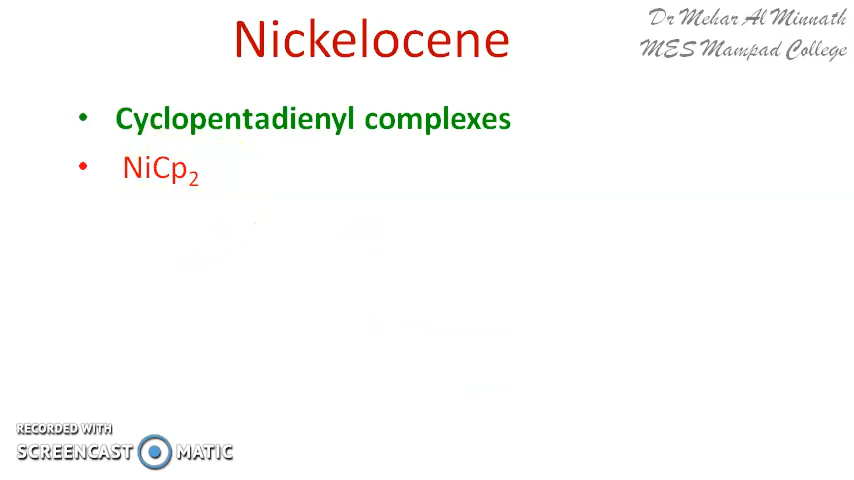 Nickelocene
Dr Mehar Al Minnath
MES Mampad College
• Cyclopentadienyl complexes
• NiCp₂
RECORDED WITH
SCREENCAST MATIC